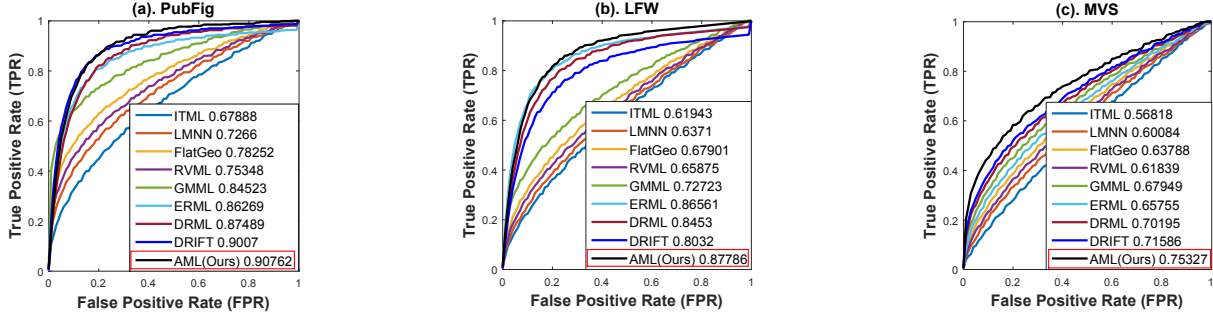 (a). PubFig
True Positive Rate (TPR)
1
0.8
0.6
0.4
0.2
0
ITML 0.67888
LMNN 0.7266
FlatGeo 0.78252
RVML 0.75348
GMML 0.84523
ERML 0.86269
DRML 0.87489
DRIFT 0.9007
AML(Ours) 0.90762
0 0.2 0.4 0.6 0.8 1
False Positive Rate (FPR)
(b). LFW
True Positive Rate (TPR)
1
0.8
0.6
0.4
0.2
0
ITML 0.61943
LMNN 0.6371
FlatGeo 0.67901
RVML 0.65875
GMML 0.72723
ERML 0.86561
DRML 0.8453
DRIFT 0.8032
AML(Ours) 0.87786
0 0.2 0.4 0.6 0.8 1
False Positive Rate (FPR)
(c). MVS
True Positive Rate (TPR)
1
0.8
0.6
0.4
0.2
0
ITML 0.56818
LMNN 0.60084
FlatGeo 0.63788
RVML 0.61839
GMML 0.67949
ERML 0.65755
DRML 0.70195
DRIFT 0.71586
AML(Ours) 0.75327
0 0.2 0.4 0.6 0.8 1
False Positive Rate (FPR)